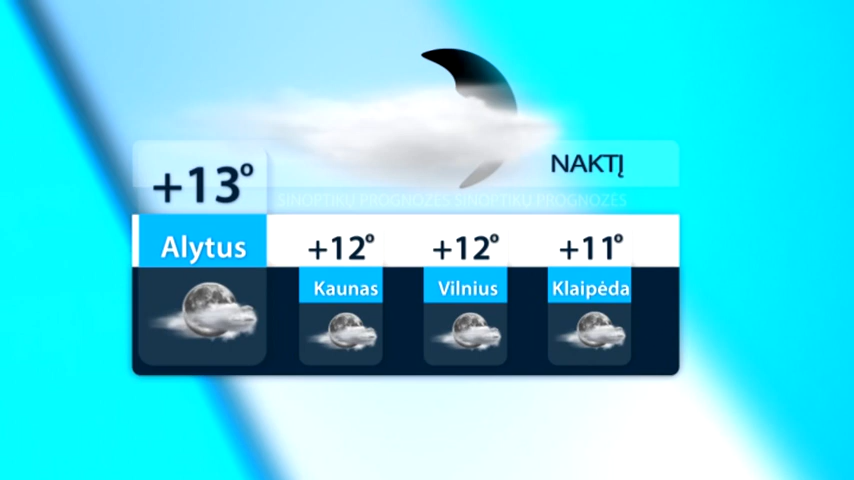 NAKTĮ
+13°
SINOPTIKŲ PROGNOZĖS SINOPTIKŲ PROGNOZĖS
Alytus
+12° +12° +11°
Kaunas Vilnius Klaipėda